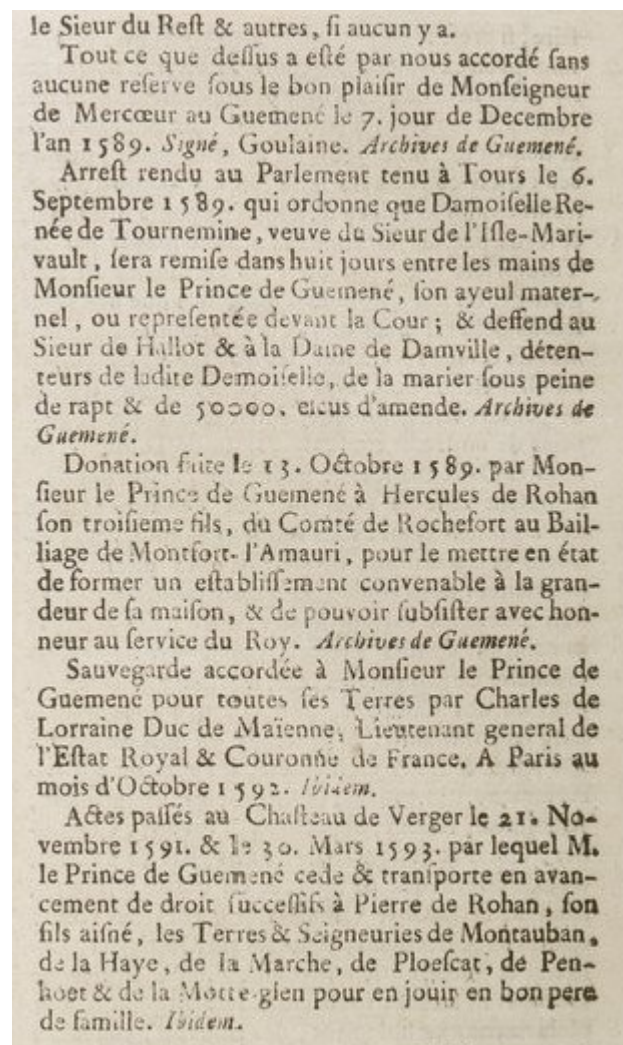 le Sieur du Reſt & autres, ſi aucun y a.
Tout ce que deſſus a eſté par nous accordé ſans
aucune reſerve ſous le bon plaiſir de Monſeigneur
de Mercœur au Guemené le 7. jour de Decembre
l'an 1589. Signé, Goulaine. Archives de Guemené.
Arreſt rendu au Parlement tenu à Tours le 6.
Septembre 1589. qui ordonne que Damoiſelle Re-
née de Tournemine, veuve du Sieur de l'Iſle-Mari-
vault, ſera remiſe dans huit jours entre les mains de
Monſieur le Prince de Guemené, ſon ayeul mater-
nel, ou repreſentée devant la Cour; & deffend au
Sieur de Hallot & à la Dame de Damville, déten-
teurs de ladite Demoiſelle, de la marier ſous peine
de rapt & de 50000. eſcus d'amende. Archives de
Guemené.
Donation faite le 13. Octobre 1589. par Mon-
ſieur le Prince de Guemené à Hercules de Rohan
ſon troiſieme fils, du Comté de Rochefort au Bail-
liage de Montfort-l'Amauri, pour le mettre en état
de former un eſtabliſſement convenable à la gran-
deur de ſa maiſon, & de pouvoir ſubſiſter avec hon-
neur au ſervice du Roy. Archives de Guemené.
Sauvegarde accordée à Monſieur le Prince de
Guemené pour toutes ſes Terres par Charles de
Lorraine Duc de Maïenne, Lieutenant general de
l'Eſtat Royal & Couronne de France. A Paris au
mois d'Octobre 1592. Ibidem.
Actes paſſés au Chaſteau de Verger le 21. No-
vembre 1591. & le 30. Mars 1593. par lequel M.
le Prince de Guemené cede & tranſporte en avan-
cement de droit ſucceſſifs à Pierre de Rohan, ſon
fils aiſné, les Terres & Seigneuries de Montauban,
de la Haye, de la Marche, de Ploeſcat, de Pen-
hoet & de la Motte-glen pour en jouir en bon pere
de famille. Ibidem.